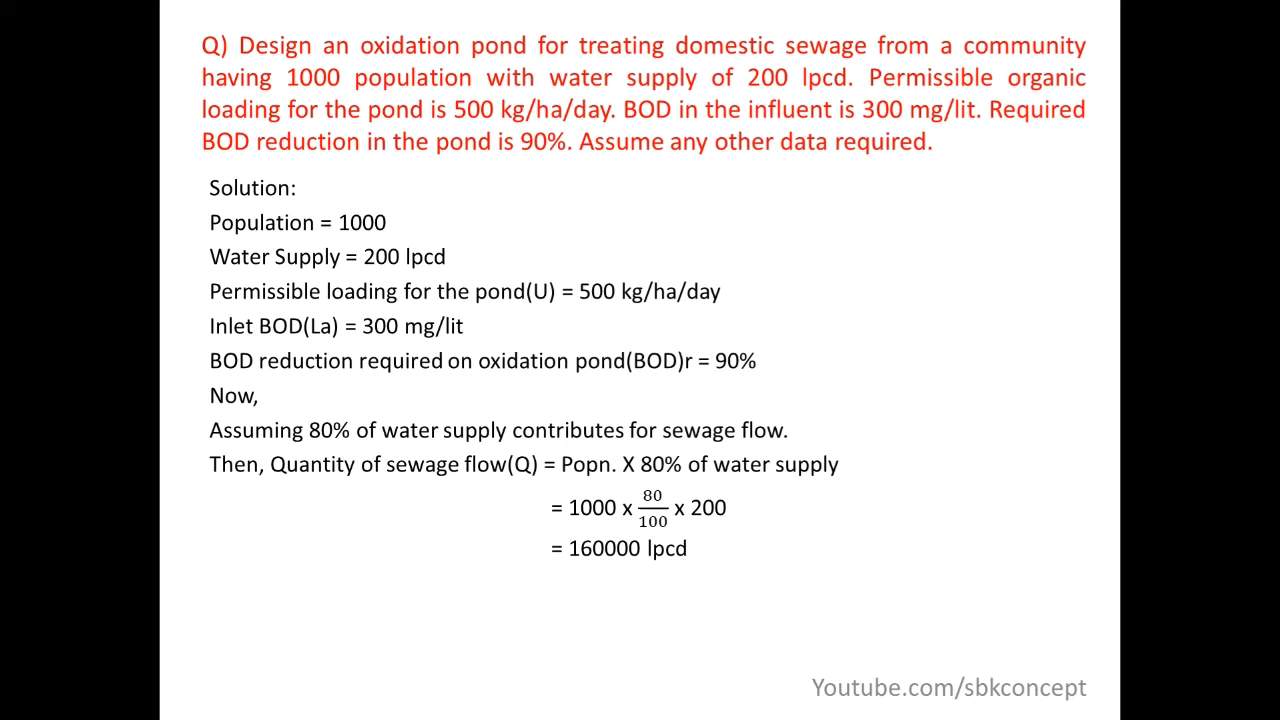 Q) Design an oxidation pond for treating domestic sewage from a community
having 1000 population with water supply of 200 lpcd. Permissible organic
loading for the pond is 500 kg/ha/day. BOD in the influent is 300 mg/lit. Required
BOD reduction in the pond is 90%. Assume any other data required.
Solution:
Population = 1000
Water Supply = 200 lpcd
Permissible loading for the pond(U) = 500 kg/ha/day
Inlet BOD(La) = 300 mg/lit
BOD reduction required on oxidation pond(BOD)r = 90%
Now,
Assuming 80% of water supply contributes for sewage flow.
Then, Quantity of sewage flow(Q) = Popn. X 80% of water supply
= 1000 x 80/100 x 200
= 160000 lpcd
Youtube.com/sbkconcept